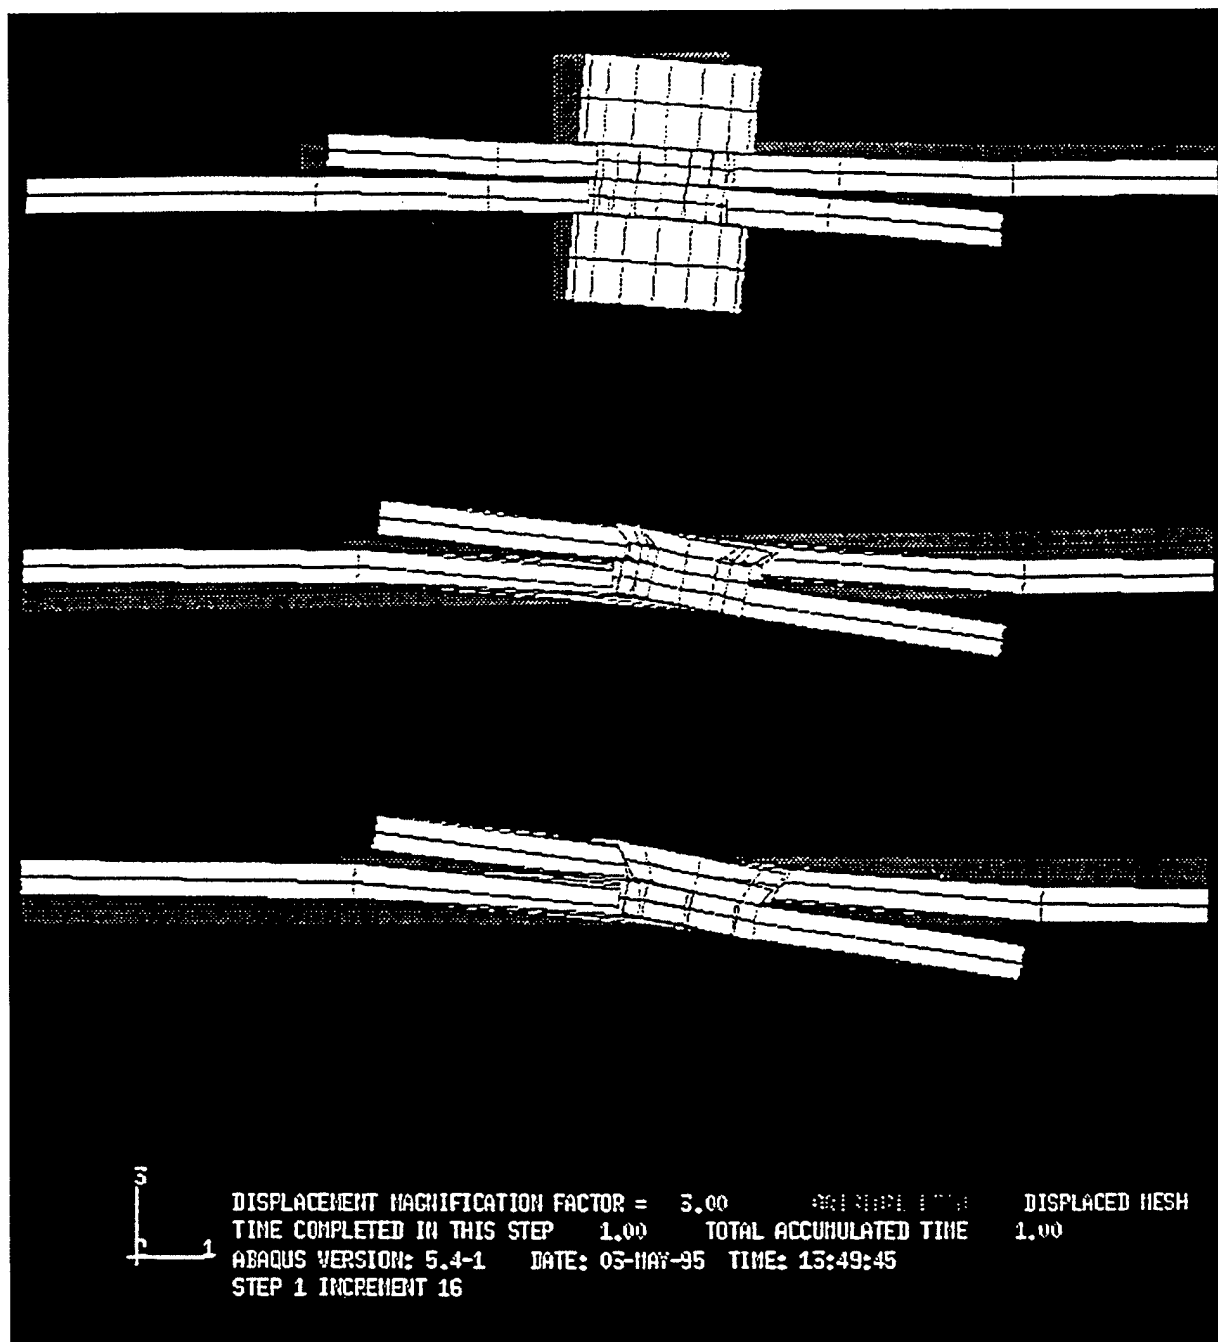 3
1
DISPLACEMENT MAGNIFICATION FACTOR = 3.00 DISPLACED MESH
TIME COMPLETED IN THIS STEP 1.00 TOTAL ACCUMULATED TIME 1.00
ABAQUS VERSION: 5.4-1 DATE: 03-MAY-95 TIME: 13:49:45
STEP 1 INCREMENT 16